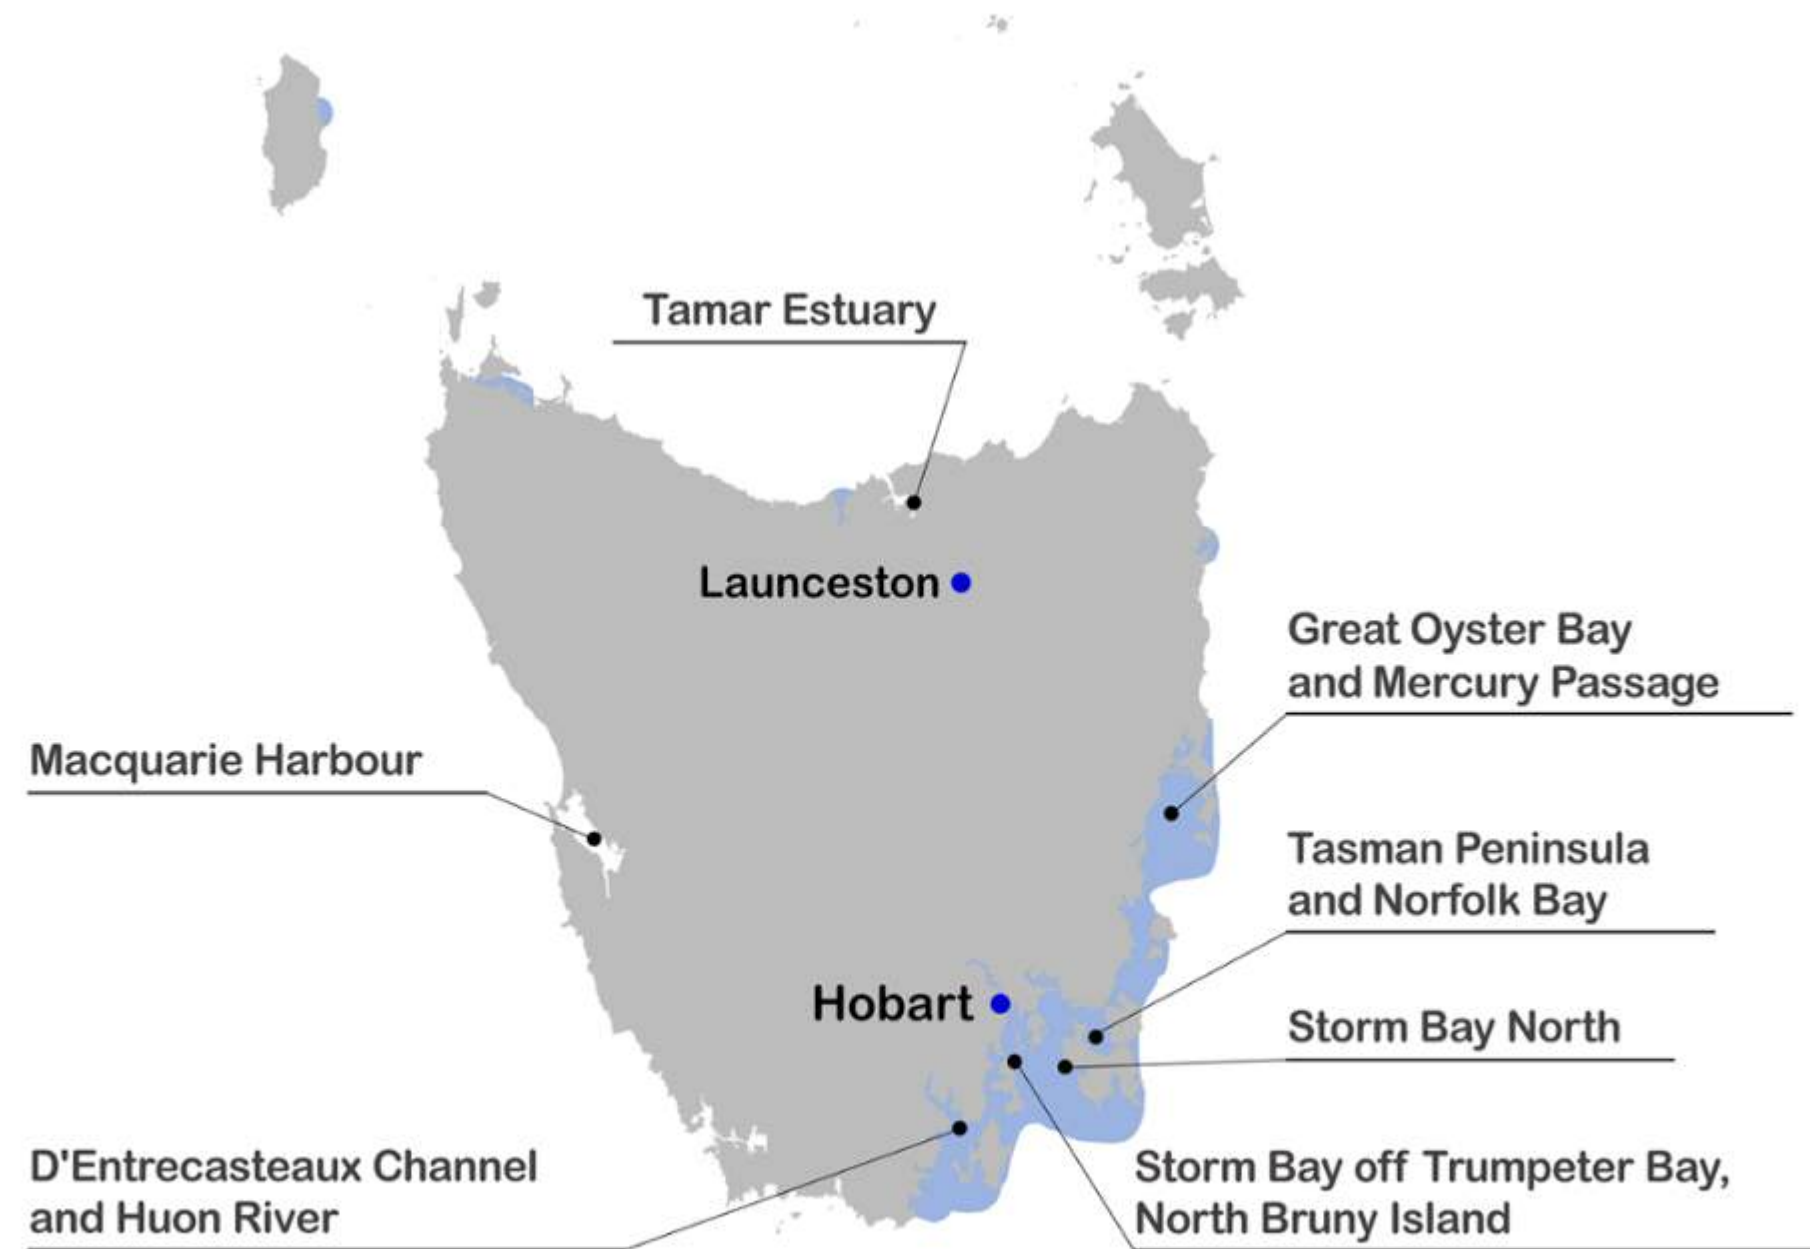 Tamar Estuary
Launceston
Great Oyster Bay
and Mercury Passage
Macquarie Harbour
Tasman Peninsula
and Norfolk Bay
Hobart
Storm Bay North
D'Entrecasteaux Channel
and Huon River
Storm Bay off Trumpeter Bay,
North Bruny Island